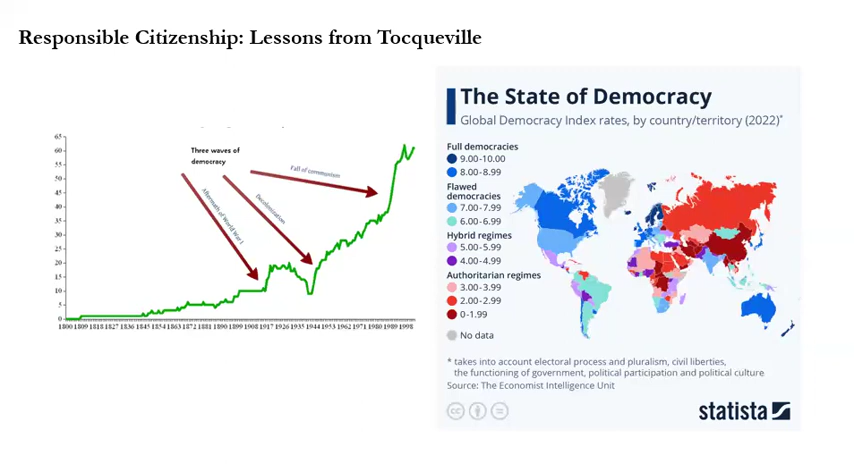 Responsible Citizenship: Lessons from Tocqueville
65
60
55
50
45
40
35
30
25
20
15
10
5
0
Three waves of
democracy
Aftermath of World War I
Decolonization
Fall of communism
1800 1809 1818 1827 1836 1845 1854 1863 1872 1881 1890 1899 1908 1917 1926 1935 1944 1953 1962 1971 1980 1989 1998
The State of Democracy
Global Democracy Index rates, by country/territory (2022)*
Full democracies
9.00-10.00
8.00-8.99
Flawed
democracies
7.00-7.99
6.00-6.99
Hybrid regimes
5.00-5.99
4.00-4.99
Authoritarian regimes
3.00-3.99
2.00-2.99
0-1.99
No data
* takes into account electoral process and pluralism, civil liberties,
the functioning of government, political participation and political culture
Source: The Economist Intelligence Unit
cc
statista